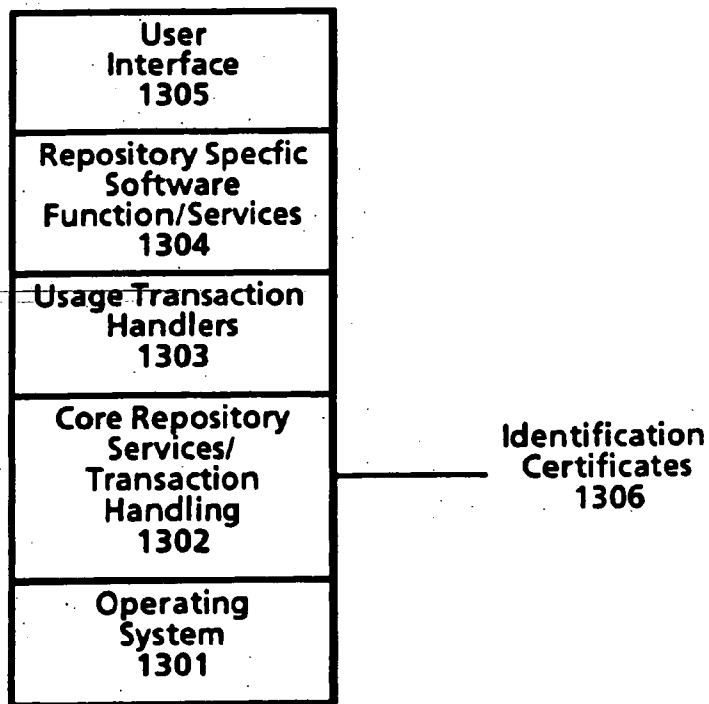 User
Interface
1305
Repository Specfic
Software
Function/Services
1304
Usage Transaction
Handlers
1303
Core Repository
Services/
Transaction
Handling
1302
Identification
Certificates
1306
Operating
System
1301